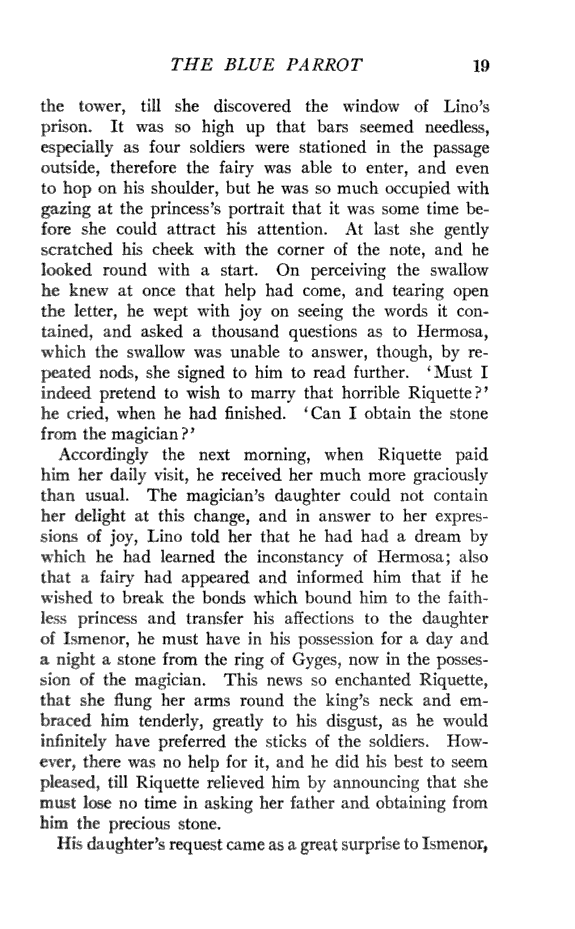 THE BLUE PARROT 19
the tower, till she discovered the window of Lino's
prison. It was so high up that bars seemed needless,
especially as four soldiers were stationed in the passage
outside, therefore the fairy was able to enter, and even
to hop on his shoulder, but he was so much occupied with
gazing at the princess's portrait that it was some time be-
fore she could attract his attention. At last she gently
scratched his cheek with the corner of the note, and he
looked round with a start. On perceiving the swallow
he knew at once that help had come, and tearing open
the letter, he wept with joy on seeing the words it con-
tained, and asked a thousand questions as to Hermosa,
which the swallow was unable to answer, though, by re-
peated nods, she signed to him to read further. 'Must I
indeed pretend to wish to marry that horrible Riquette?'
he cried, when he had finished. 'Can I obtain the stone
from the magician?'
Accordingly the next morning, when Riquette paid
him her daily visit, he received her much more graciously
than usual. The magician's daughter could not contain
her delight at this change, and in answer to her expres-
sions of joy, Lino told her that he had had a dream by
which he had learned the inconstancy of Hermosa; also
that a fairy had appeared and informed him that if he
wished to break the bonds which bound him to the faith-
less princess and transfer his affections to the daughter
of Ismenor, he must have in his possession for a day and
a night a stone from the ring of Gyges, now in the posses-
sion of the magician. This news so enchanted Riquette,
that she flung her arms round the king's neck and em-
braced him tenderly, greatly to his disgust, as he would
infinitely have preferred the sticks of the soldiers. How-
ever, there was no help for it, and he did his best to seem
pleased, till Riquette relieved him by announcing that she
must lose no time in asking her father and obtaining from
him the precious stone.
His daughter's request came as a great surprise to Ismenor,